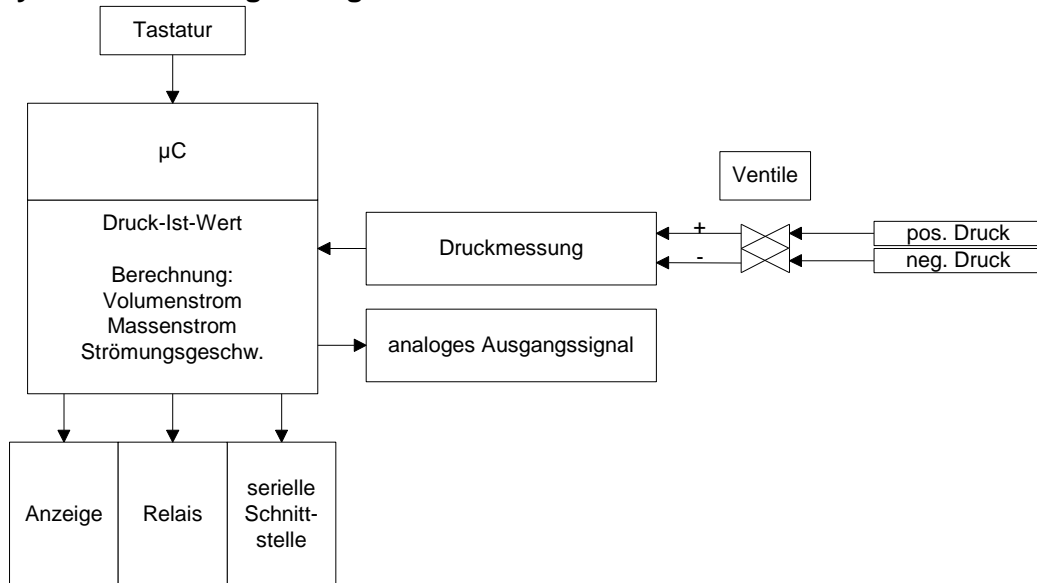 Tastatur
µC
Druck-Ist-Wert
Berechnung:
Volumenstrom
Massenstrom
Strömungsgeschw.
Druckmessung
+
-
Ventile
pos. Druck
neg. Druck
analoges Ausgangssignal
Anzeige
Relais
serielle
Schnitt-
stelle